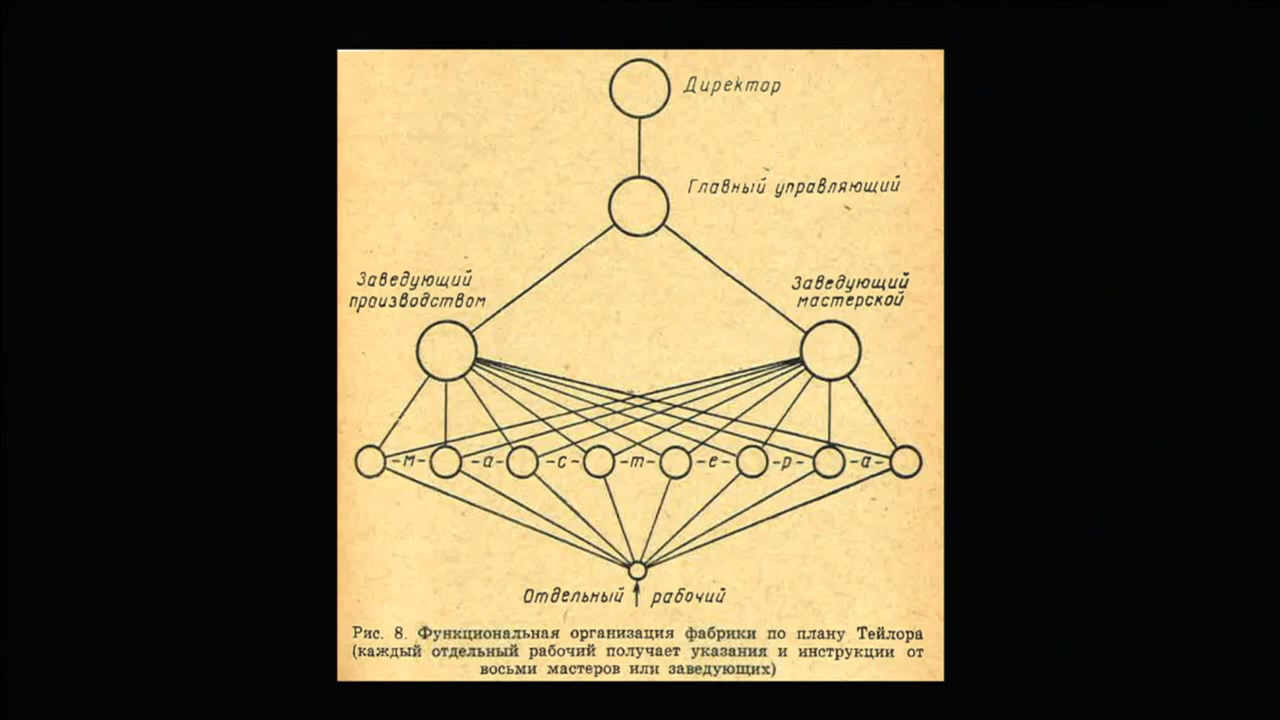 Директор
Главный управляющий
Заведующий
производством
Заведующий
мастерской
-м- -а- -с- -т- -е- -р- -а-
Отдельный рабочий
Рис. 8. Функциональная организация фабрики по плану Тейлора
(каждый отдельный рабочий получает указания и инструкции от
восьми мастеров или заведующих)